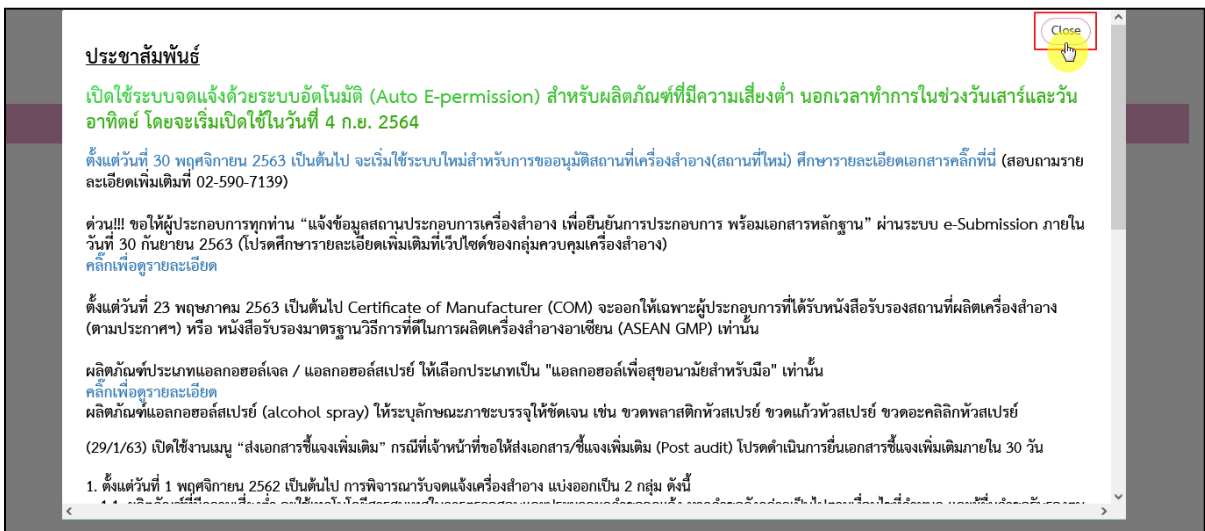 Close
ประชาสัมพันธ์
เปิดใช้ระบบจดแจ้งด้วยระบบอัตโนมัติ (Auto E-permission) สำหรับผลิตภัณฑ์ที่มีความเสี่ยงต่ำ นอกเวลาทำการในช่วงวันเสาร์และวัน
อาทิตย์ โดยจะเริ่มเปิดใช้ในวันที่ 4 ก.ย. 2564
ตั้งแต่วันที่ 30 พฤศจิกายน 2563 เป็นต้นไป จะเริ่มใช้ระบบใหม่สำหรับการขออนุมัติสถานที่เครื่องสำอาง(สถานที่ใหม่) ศึกษารายละเอียดเอกสารคลิ๊กที่นี่ (สอบถามราย
ละเอียดเพิ่มเติมที่ 02-590-7139)
ด่วน!!! ขอให้ผู้ประกอบการทุกท่าน “แจ้งข้อมูลสถานประกอบการเครื่องสำอาง เพื่อยืนยันการประกอบการ พร้อมเอกสารหลักฐาน” ผ่านระบบ e-Submission ภายใน
วันที่ 30 กันยายน 2563 (โปรดศึกษารายละเอียดเพิ่มเติมที่เว็ปไซต์ของกลุ่มควบคุมเครื่องสำอาง)
คลิ๊กเพื่อดูรายละเอียด
ตั้งแต่วันที่ 23 พฤษภาคม 2563 เป็นต้นไป Certificate of Manufacturer (COM) จะออกให้เฉพาะผู้ประกอบการที่ได้รับหนังสือรับรองสถานที่ผลิตเครื่องสำอาง
(ตามประกาศฯ) หรือ หนังสือรับรองมาตรฐานวิธีการที่ดีในการผลิตเครื่องสำอางอาเซียน (ASEAN GMP) เท่านั้น
ผลิตภัณฑ์ประเภทแอลกอฮอล์เจล / แอลกอฮอล์สเปรย์ ให้เลือกประเภทเป็น "แอลกอฮอล์เพื่อสุขอนามัยสำหรับมือ" เท่านั้น
คลิ๊กเพื่อดูรายละเอียด
ผลิตภัณฑ์แอลกอฮอล์สเปรย์ (alcohol spray) ให้ระบุลักษณะภาชะบรรจุให้ชัดเจน เช่น ขวดพลาสติกหัวสเปรย์ ขวดแก้วหัวสเปรย์ ขวดอะคลิลิกหัวสเปรย์
(29/1/63) เปิดใช้งานเมนู “ส่งเอกสารชี้แจงเพิ่มเติม” กรณีที่เจ้าหน้าที่ขอให้ส่งเอกสาร/ชี้แจงเพิ่มเติม (Post audit) โปรดดำเนินการยื่นเอกสารชี้แจงเพิ่มเติมภายใน 30 วัน
1. ตั้งแต่วันที่ 1 พฤศจิกายน 2562 เป็นต้นไป การพิจารณารับจดแจ้งเครื่องสำอาง แบ่งออกเป็น 2 กลุ่ม ดังนี้